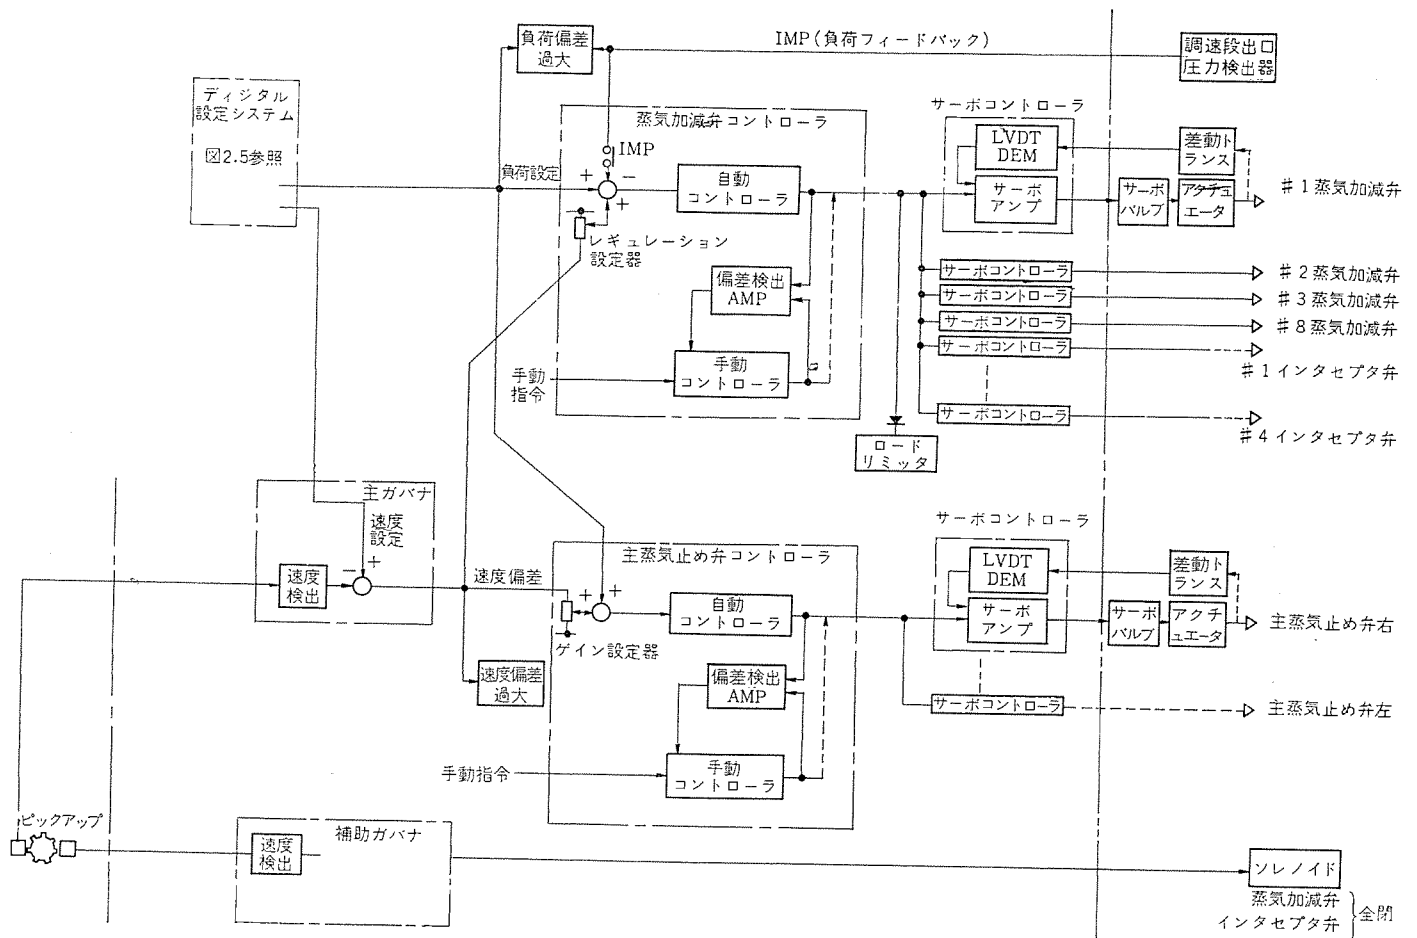 負荷偏差
過大
IMP(負荷フィードバック)
調速段出口
圧力検出器
ディジタル
設定システム
図2.5参照
蒸気加減弁コントローラ
IMP
負荷設定
+
−
+
自動
コントローラ
レギュレーション
設定器
偏差検出
AMP
手動
コントローラ
手動
指令
サーボコントローラ
LVDT
DEM
サーボ
アンプ
差動ト
ランス
サーボ
バルブ
アクチュ
エータ
#1蒸気加減弁
サーボコントローラ
#2蒸気加減弁
サーボコントローラ
#3蒸気加減弁
サーボコントローラ
#8蒸気加減弁
サーボコントローラ
#1インタセプタ弁
サーボコントローラ
#4インタセプタ弁
ロード
リミッタ
主ガバナ
速度
設定
−
+
速度
検出
速度偏差
速度偏差
過大
主蒸気止め弁コントローラ
+
+
自動
コントローラ
ゲイン設定器
偏差検出
AMP
手動
コントローラ
手動指令
サーボコントローラ
LVDT
DEM
サーボ
アンプ
差動ト
ランス
サーボ
バルブ
アクチ
ュエータ
主蒸気止め弁右
サーボコントローラ
主蒸気止め弁左
ピックアップ
補助ガバナ
速度
検出
ソレノイド
蒸気加減弁
インタセプタ弁
全閉